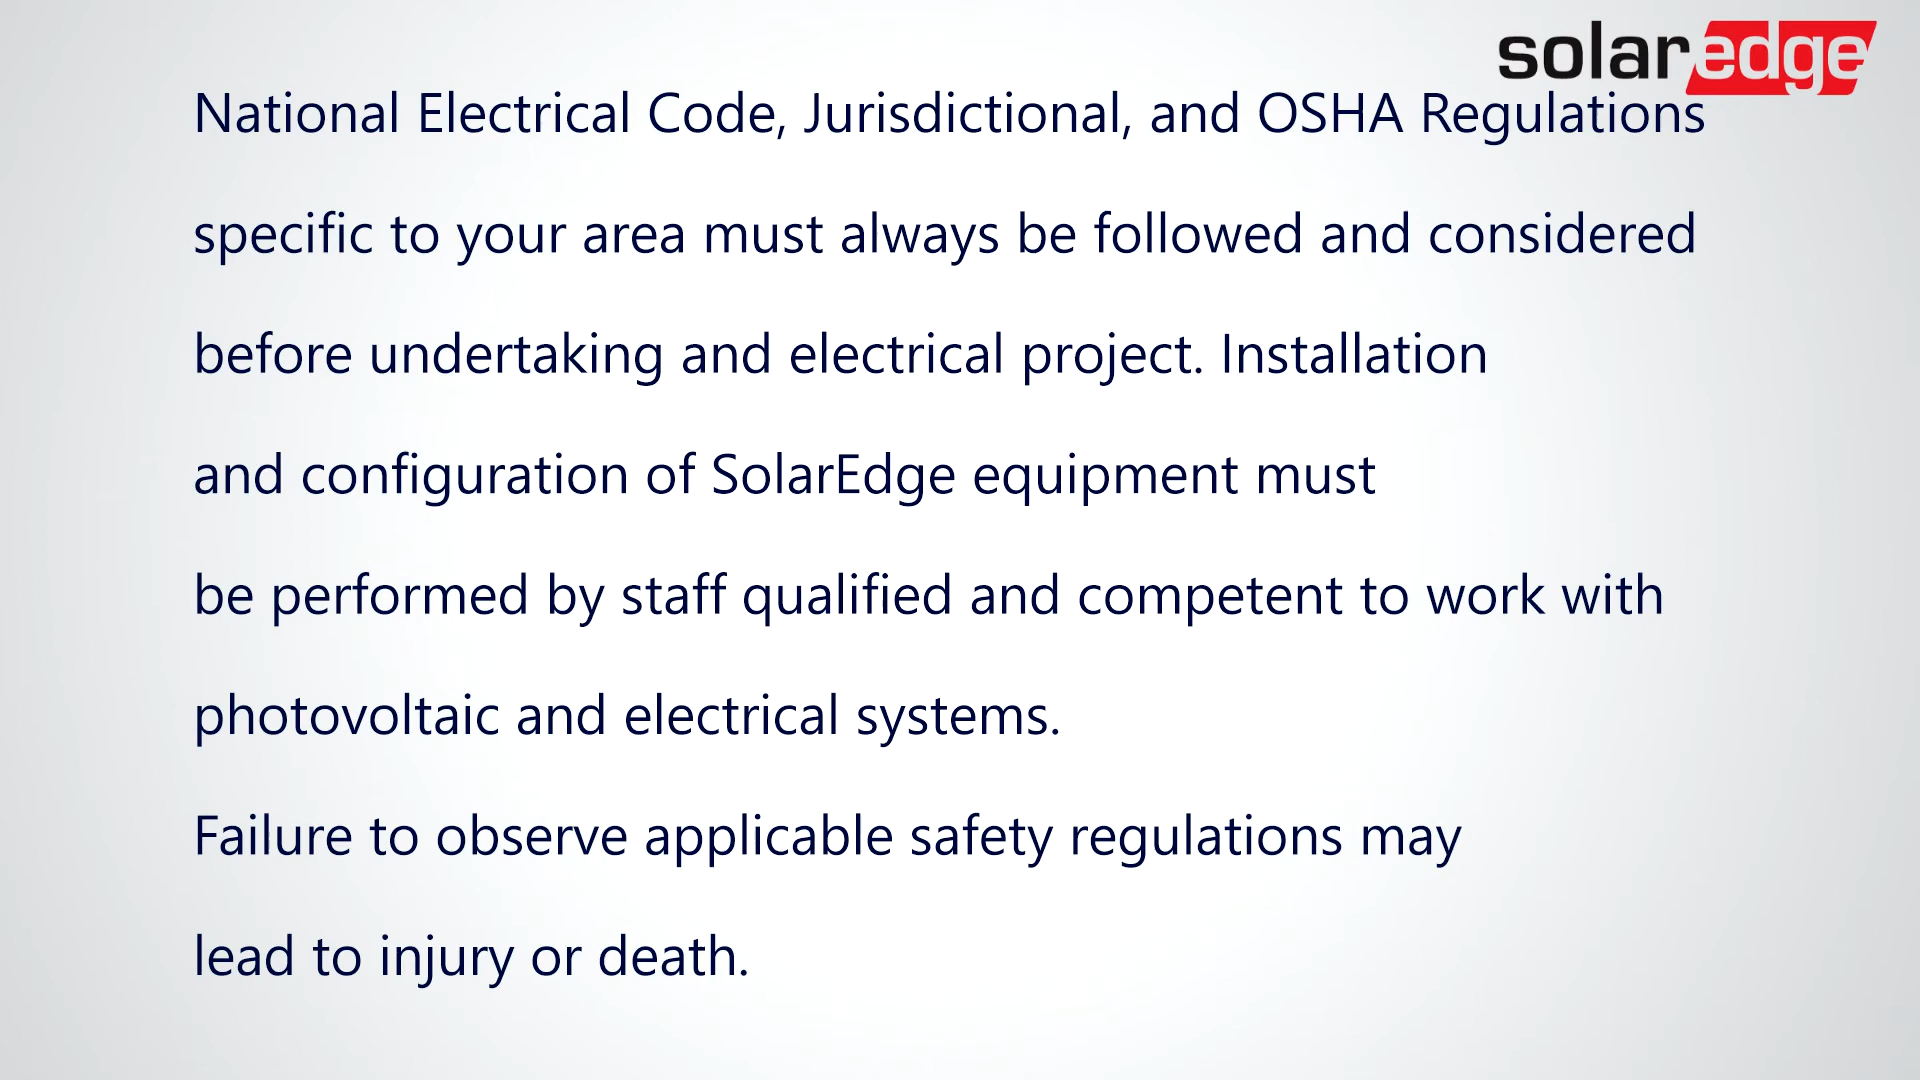 solaredge
National Electrical Code, Jurisdictional, and OSHA Regulations
specific to your area must always be followed and considered
before undertaking and electrical project. Installation
and configuration of SolarEdge equipment must
be performed by staff qualified and competent to work with
photovoltaic and electrical systems.
Failure to observe applicable safety regulations may
lead to injury or death.